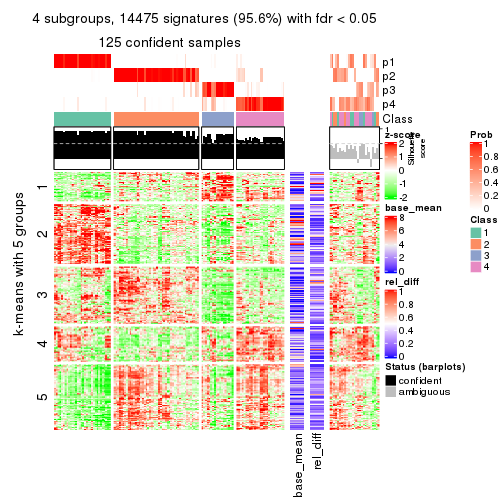 4 subgroups, 14475 signatures (95.6%) with fdr < 0.05
125 confident samples
p1
p2
p3
p4
Class
1
0
Silhouette
score
k-means with 5 groups
1
2
3
4
5
base_mean
rel_diff
z-score
2
1
0
-1
-2
base_mean
8
6
4
2
0
rel_diff
1
0.8
0.6
0.4
0.2
0
Status (barplots)
confident
ambiguous
Prob
1
0.8
0.6
0.4
0.2
0
Class
1
2
3
4